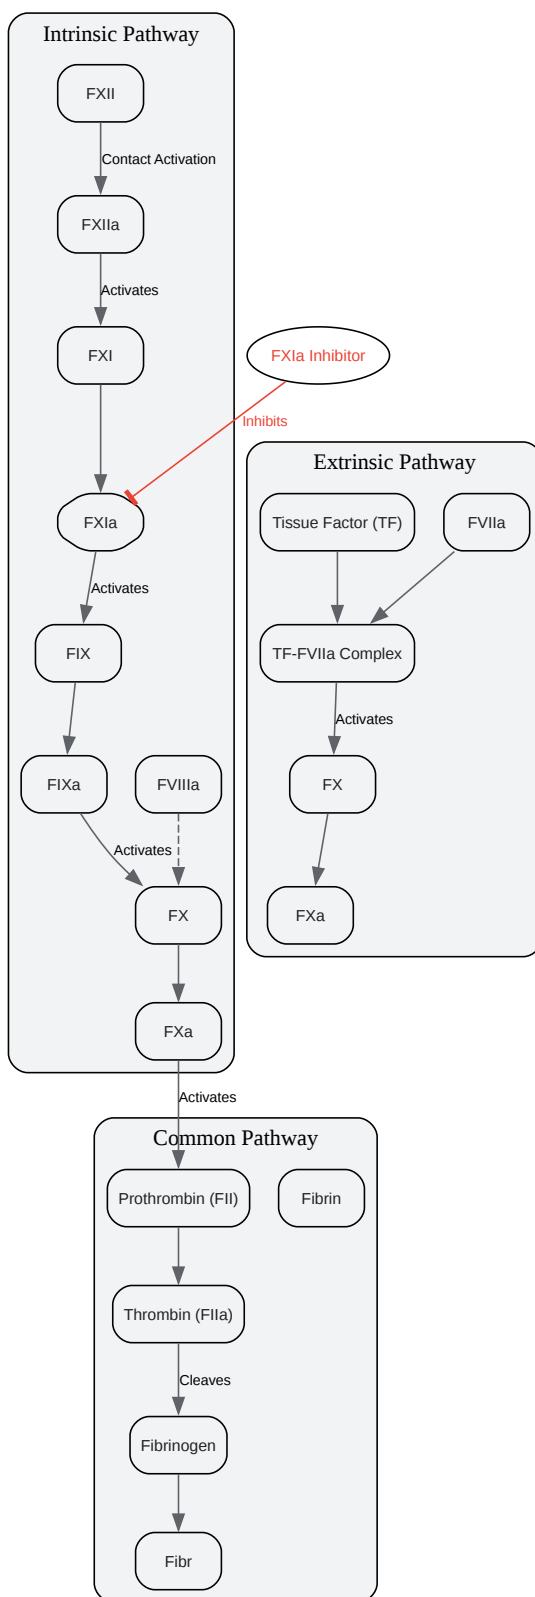 Intrinsic Pathway
FXII
Contact Activation
FXIIa
Activates
FXI
FXIa Inhibitor
Inhibits
Extrinsic Pathway
FXIa
Tissue Factor (TF)
FVIIa
Activates
FIX
TF-FVIIa Complex
Activates
FIXa
FVIIIa
FX
Activates
FX
FXa
FXa
Activates
Common Pathway
Prothrombin (FII)
Fibrin
Thrombin (FIIa)
Cleaves
Fibrinogen
Fibr